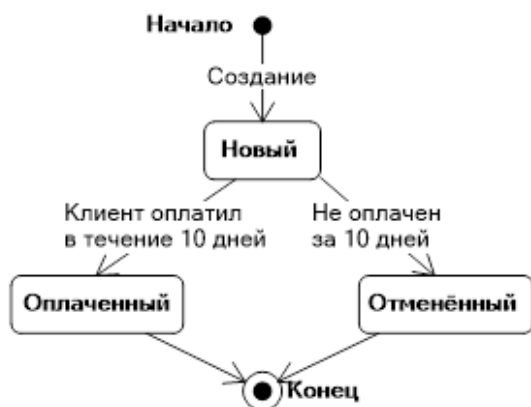 Начало
Создание
Новый
Клиент оплатил
в течение 10 дней
Не оплачен
за 10 дней
Оплаченный
Отменённый
Конец